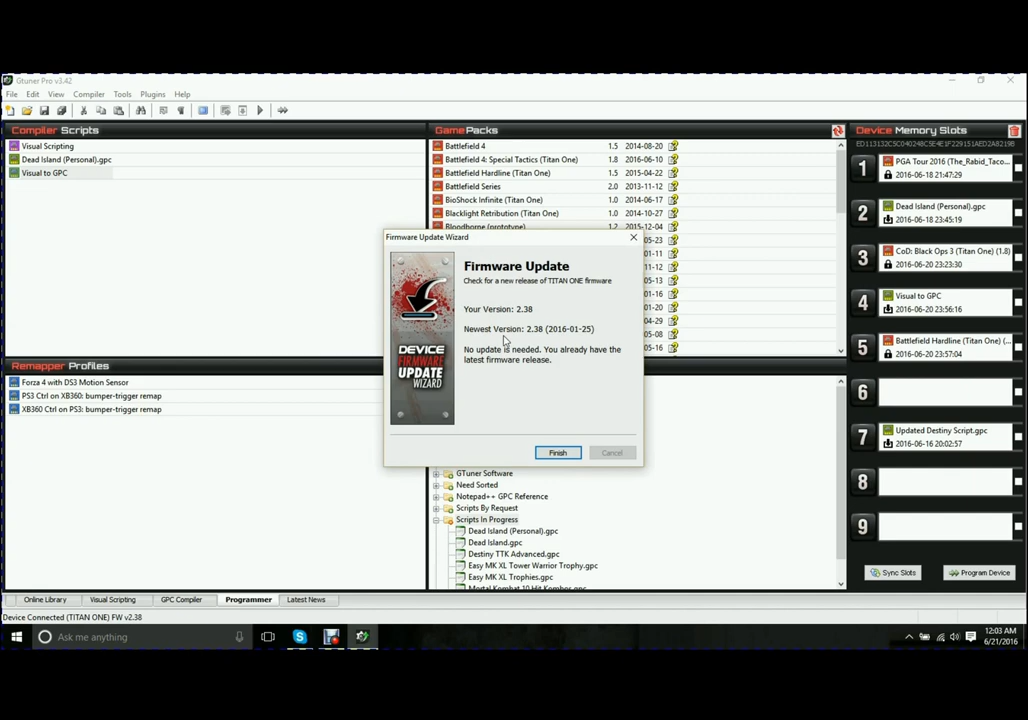 Gtuner Pro v3.42
File Edit View Compiler Tools Plugins Help
Compiler Scripts
Visual Scripting
Dead Island (Personal).gpc
Visual to GPC
GamePacks
Battlefield 4 1.5 2014-08-20
Battlefield 4: Special Tactics (Titan One) 1.8 2016-06-10
Battlefield Hardline (Titan One) 1.5 2015-04-22
Battlefield Series 2.0 2013-11-12
BioShock Infinite (Titan One) 1.0 2014-06-17
Blacklight Retribution (Titan One) 1.0 2014-10-27
Bloodborne (prototype) 1.2 2015-12-04
Device Memory Slots
1 PGA Tour 2016 (The_Rabid_Taco...
2016-06-18 21:47:29
2 Dead Island (Personal).gpc
2016-06-18 23:45:19
3 CoD: Black Ops 3 (Titan One) (1.8)
2016-06-20 23:23:30
4 Visual to GPC
2016-06-20 23:56:16
5 Battlefield Hardline (Titan One) (...
2016-06-20 23:57:04
6
7 Updated Destiny Script.gpc
2016-06-16 20:02:57
8
9
Sync Slots Program Device
Firmware Update Wizard
DEVICE
FIRMWARE
UPDATE
WIZARD
Firmware Update
Check for a new release of TITAN ONE firmware
Your Version: 2.38
Newest Version: 2.38 (2016-01-25)
No update is needed. You already have the
latest firmware release.
Finish Cancel
Remapper Profiles
Forza 4 with DS3 Motion Sensor
PS3 Ctrl on XB360: bumper-trigger remap
XB360 Ctrl on PS3: bumper-trigger remap
GTuner Software
Need Sorted
Notepad++ GPC Reference
Scripts By Request
Scripts In Progress
Dead Island (Personal).gpc
Dead Island.gpc
Destiny TTK Advanced.gpc
Easy MK XL Tower Warrior Trophy.gpc
Easy MK XL Trophies.gpc
Mortal Kombat 10 Hit Kombos.gpc
Online Library Visual Scripting GPC Compiler Programmer Latest News
Device Connected (TITAN ONE) FW v2.38
Ask me anything
12:03 AM
6/21/2016